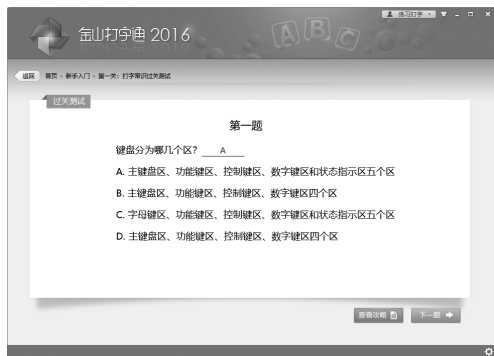 金山打字通 2016
练习打字
返回 首页 > 新手入门 > 第一关：打字常识过关测试
过关测试
第一题
键盘分为哪几个区？ A
A. 主键盘区、功能键区、控制键区、数字键区和状态指示区五个区
B. 主键盘区、功能键区、控制键区、数字键区四个区
C. 字母键区、功能键区、控制键区、数字键区和状态指示区五个区
D. 主键盘区、功能键区、控制键区、数字键区四个区
查看攻略 下一题